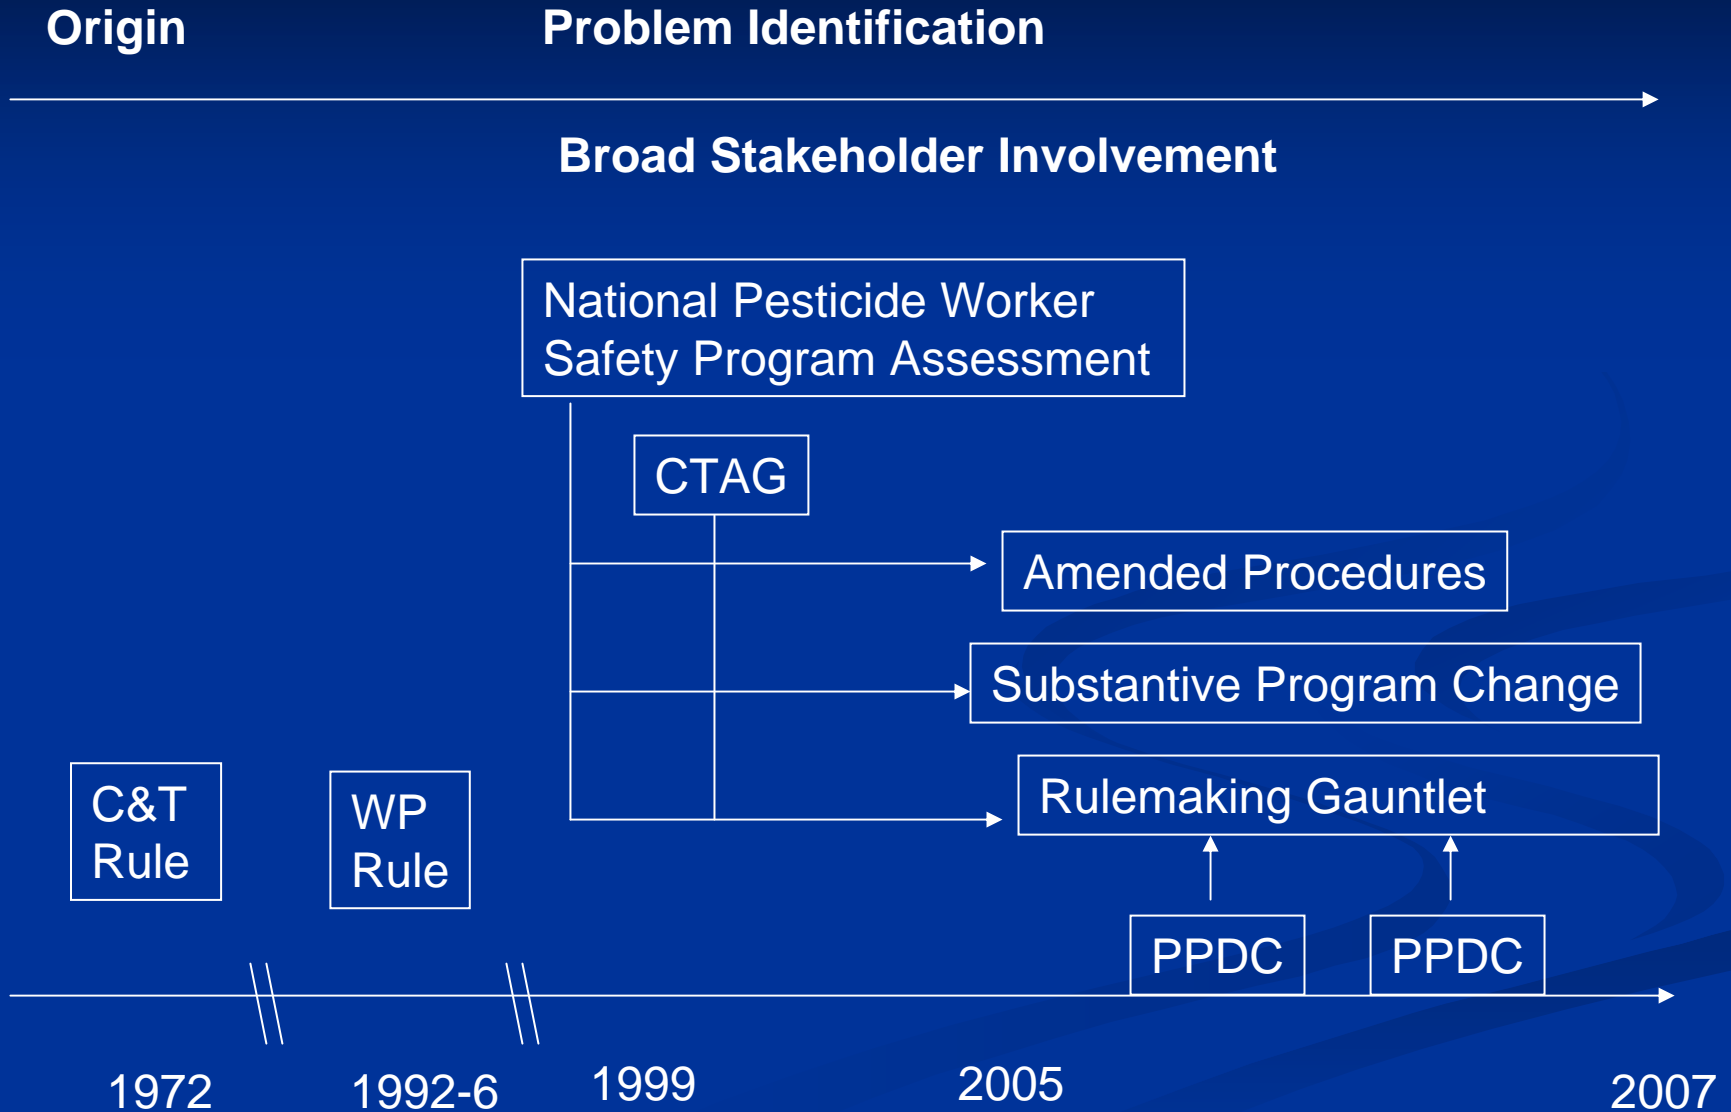 Origin
Problem Identification
Broad Stakeholder Involvement
National Pesticide Worker
Safety Program Assessment
CTAG
Amended Procedures
Substantive Program Change
Rulemaking Gauntlet
C&T
Rule
WP
Rule
PPDC
PPDC
1972
1992-6
1999
2005
2007